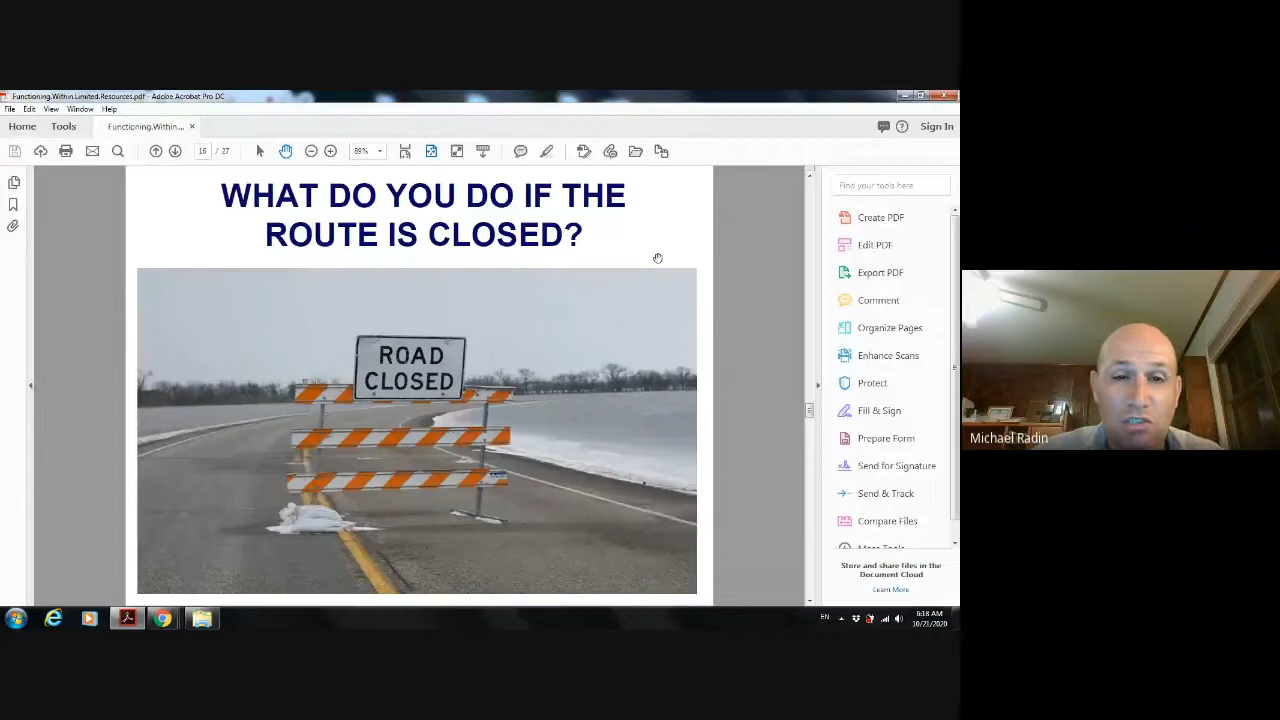 Functioning.Within.Limited.Resources.pdf - Adobe Acrobat Pro DC
File Edit View Window Help
Home Tools Functioning.Within... × Sign In
16 / 27 89%
WHAT DO YOU DO IF THE
ROUTE IS CLOSED?
ROAD
CLOSED
Find your tools here
Create PDF
Edit PDF
Export PDF
Comment
Organize Pages
Enhance Scans
Protect
Fill & Sign
Prepare Form
Send for Signature
Send & Track
Compare Files
More Tools
Store and share files in the
Document Cloud
Learn More
Michael Radin
EN
6:18 AM
10/21/2020